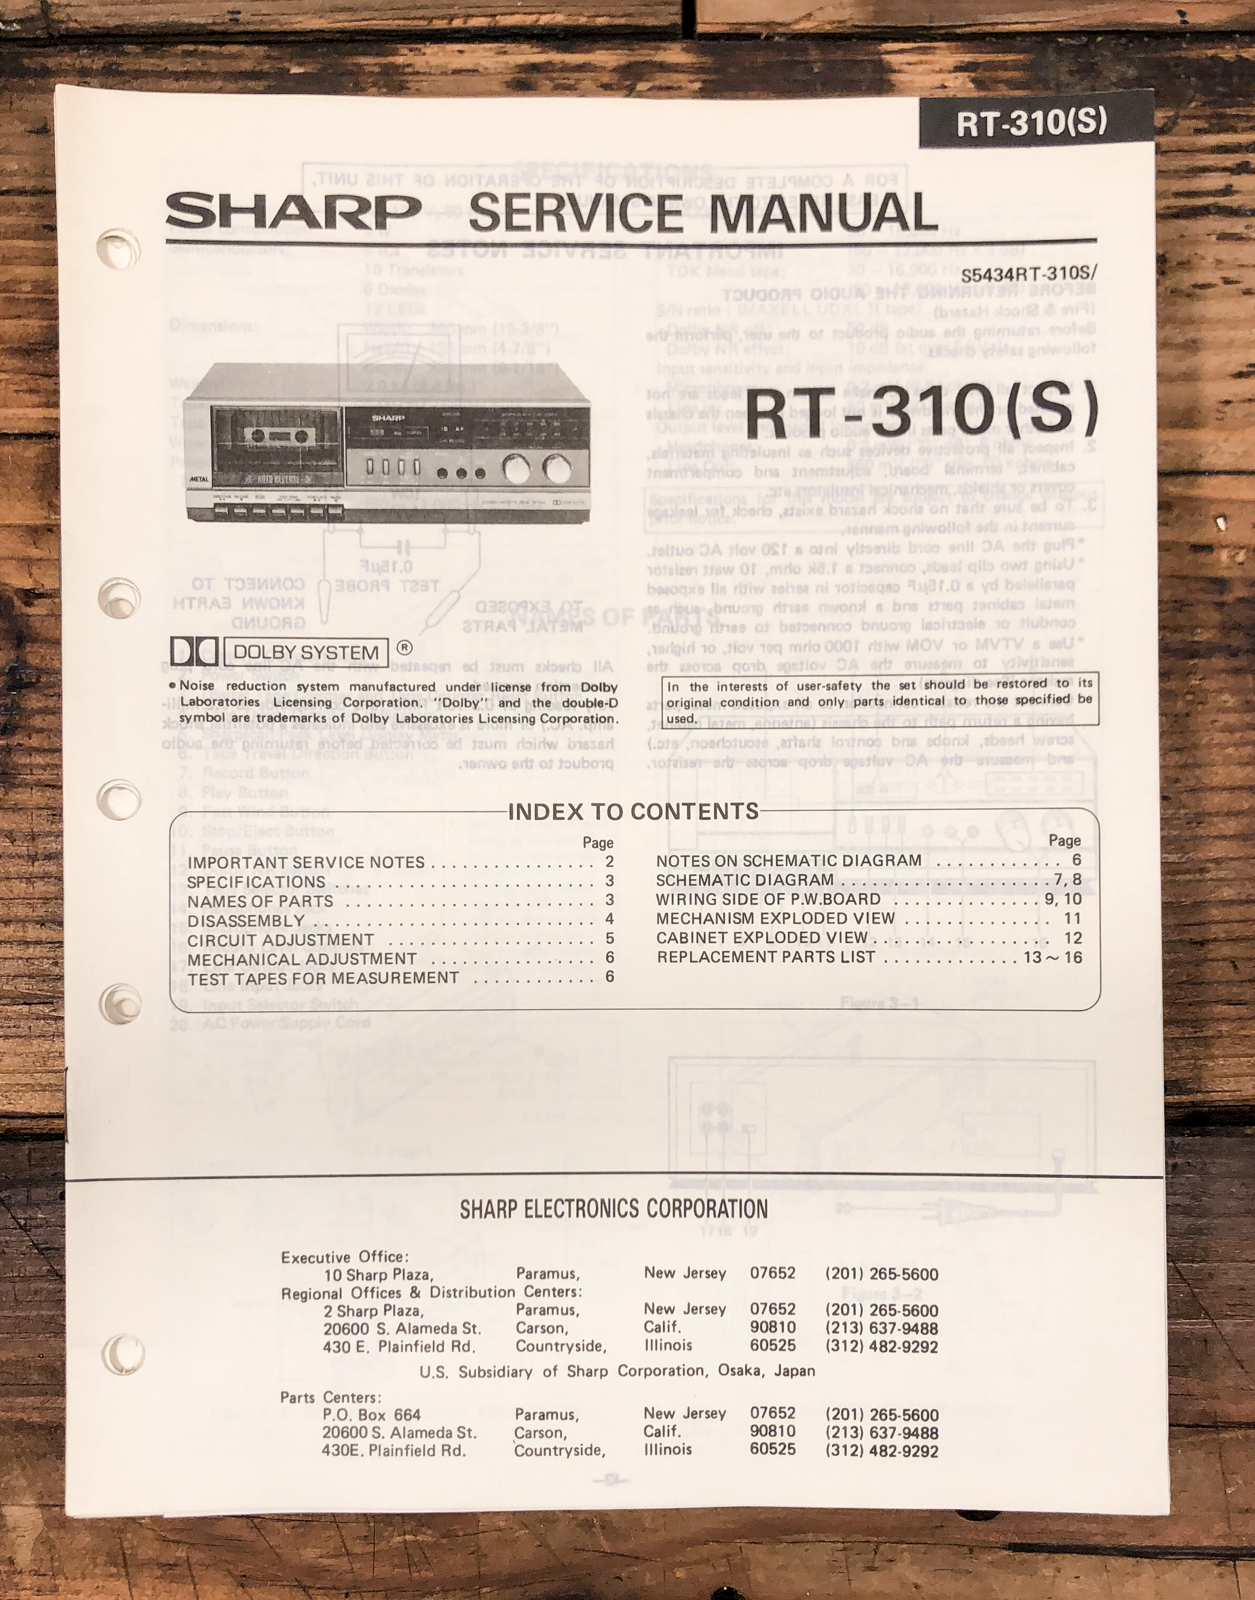 RT-310(S)
SHARP SERVICE MANUAL
S5434RT-310S/
RT-310(S)
SHARP
METAL
AUTO REVERSE
DOLBY SYSTEM ®
• Noise reduction system manufactured under license from Dolby
Laboratories Licensing Corporation. "Dolby" and the double-D
symbol are trademarks of Dolby Laboratories Licensing Corporation.
In the interests of user-safety the set should be restored to its
original condition and only parts identical to those specified be
used.
INDEX TO CONTENTS
Page
IMPORTANT SERVICE NOTES . . . . . . . . . . . . . . . . 2
SPECIFICATIONS . . . . . . . . . . . . . . . . . . . . . . . . 3
NAMES OF PARTS . . . . . . . . . . . . . . . . . . . . . . . 3
DISASSEMBLY . . . . . . . . . . . . . . . . . . . . . . . . . . 4
CIRCUIT ADJUSTMENT . . . . . . . . . . . . . . . . . . . 5
MECHANICAL ADJUSTMENT . . . . . . . . . . . . . . . 6
TEST TAPES FOR MEASUREMENT . . . . . . . . . . . . 6
Page
NOTES ON SCHEMATIC DIAGRAM . . . . . . . . . . . . 6
SCHEMATIC DIAGRAM . . . . . . . . . . . . . . . . . . . 7, 8
WIRING SIDE OF P.W.BOARD . . . . . . . . . . . . . . 9, 10
MECHANISM EXPLODED VIEW . . . . . . . . . . . . . . 11
CABINET EXPLODED VIEW . . . . . . . . . . . . . . . . . 12
REPLACEMENT PARTS LIST . . . . . . . . . . . . . 13 ~ 16
SHARP ELECTRONICS CORPORATION
Executive Office:
10 Sharp Plaza, Paramus, New Jersey 07652 (201) 265-5600
Regional Offices & Distribution Centers:
2 Sharp Plaza, Paramus, New Jersey 07652 (201) 265-5600
20600 S. Alameda St. Carson, Calif. 90810 (213) 637-9488
430 E. Plainfield Rd. Countryside, Illinois 60525 (312) 482-9292
U.S. Subsidiary of Sharp Corporation, Osaka, Japan
Parts Centers:
P.O. Box 664 Paramus, New Jersey 07652 (201) 265-5600
20600 S. Alameda St. Carson, Calif. 90810 (213) 637-9488
430E. Plainfield Rd. Countryside, Illinois 60525 (312) 482-9292